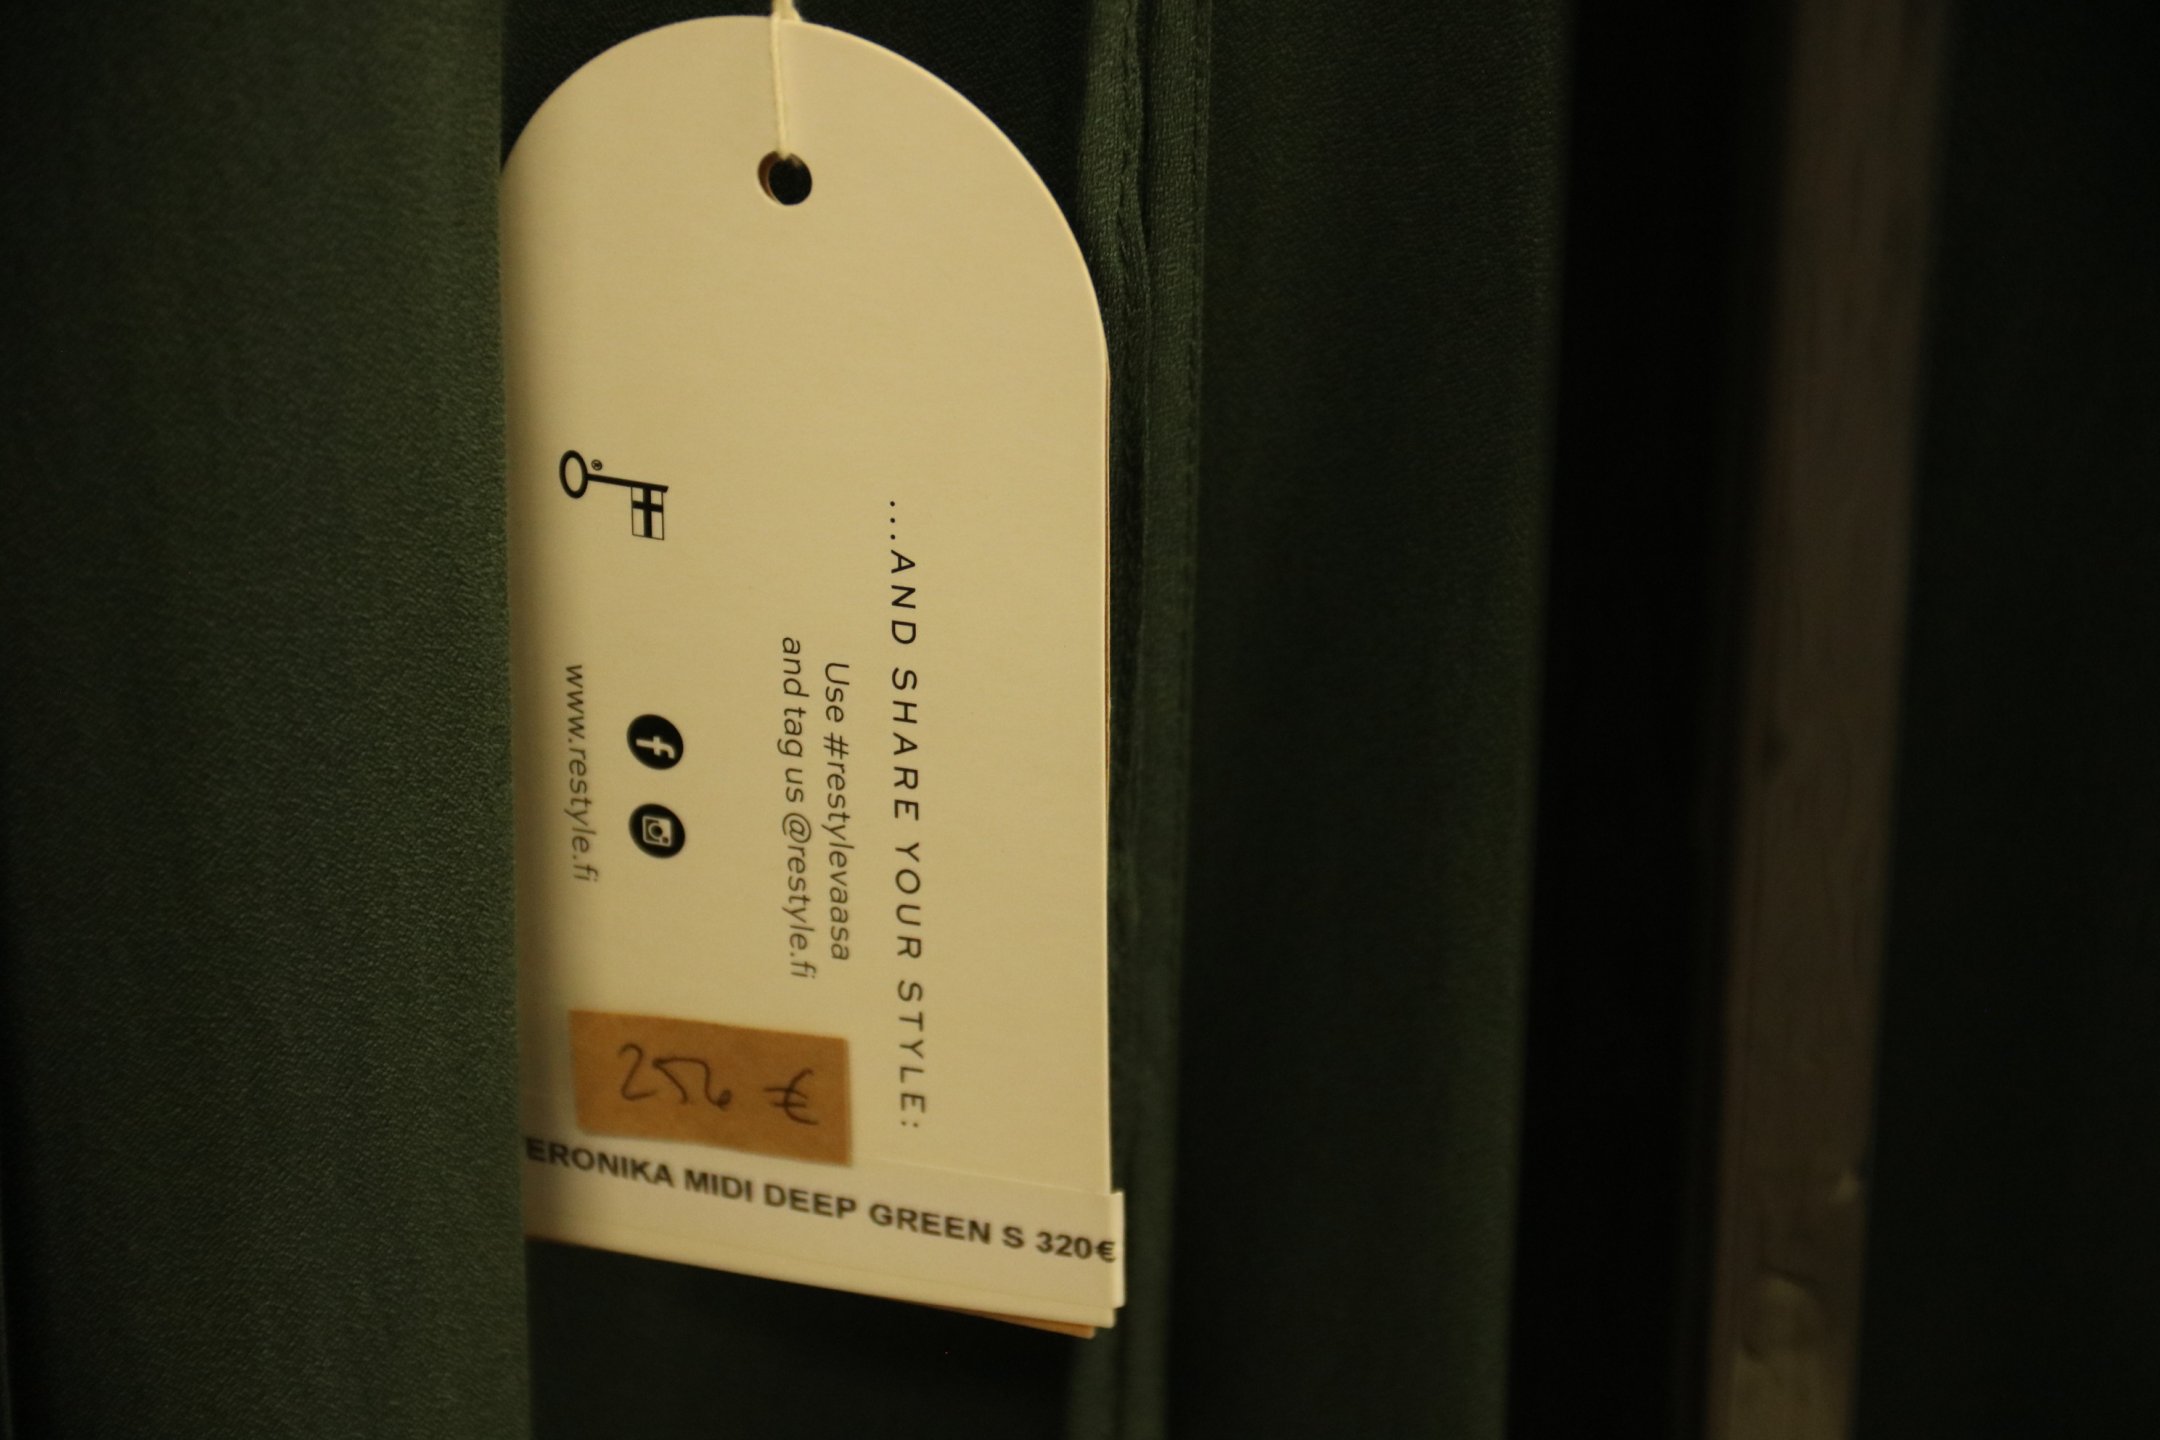 ...AND SHARE YOUR STYLE:
Use #restylevaasa
and tag us @restyle.fi
www.restyle.fi
256 €
ERONIKA MIDI DEEP GREEN S 320€